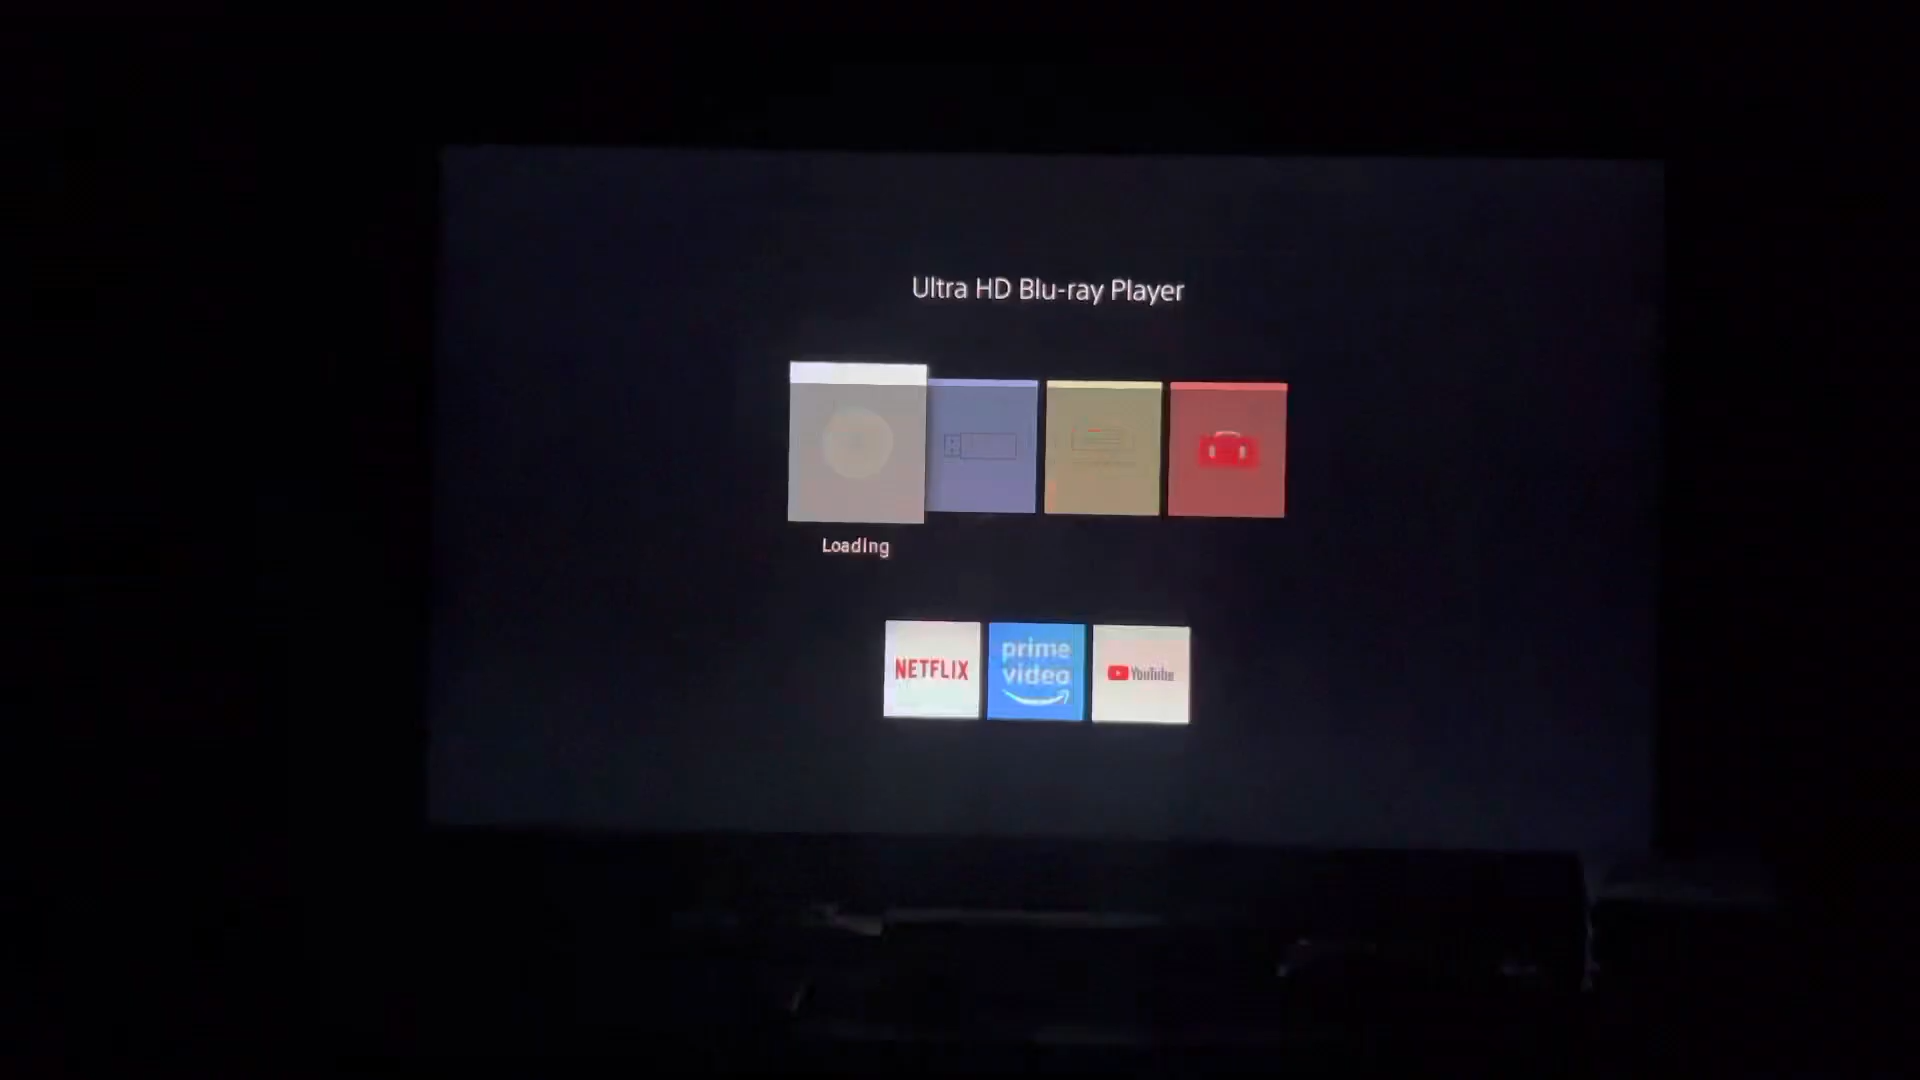 Ultra HD Blu-ray Player
Loading
NETFLIX
prime video
YouTube